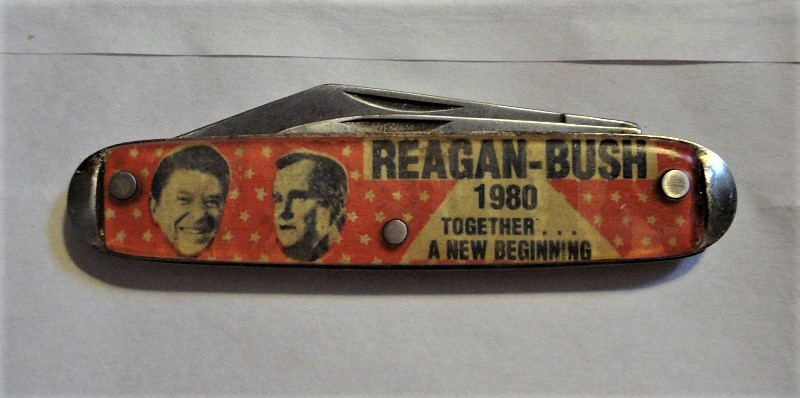 REAGAN-BUSH
1980
TOGETHER...
A NEW BEGINNING